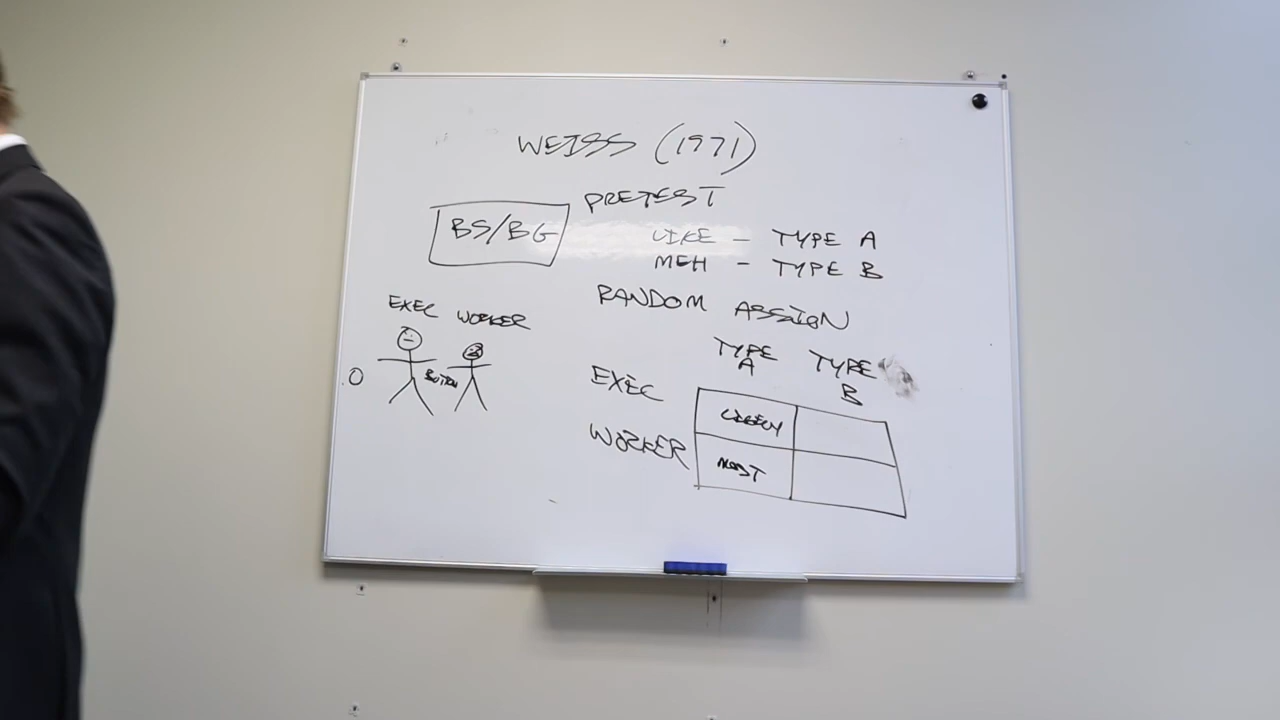 WEISS (1971)
PRETEST
BS/BG
LIKE - TYPE A
MEH - TYPE B
RANDOM ASSIGN
EXEC WORKER
TYPE A
TYPE B
EXEC
WORKER